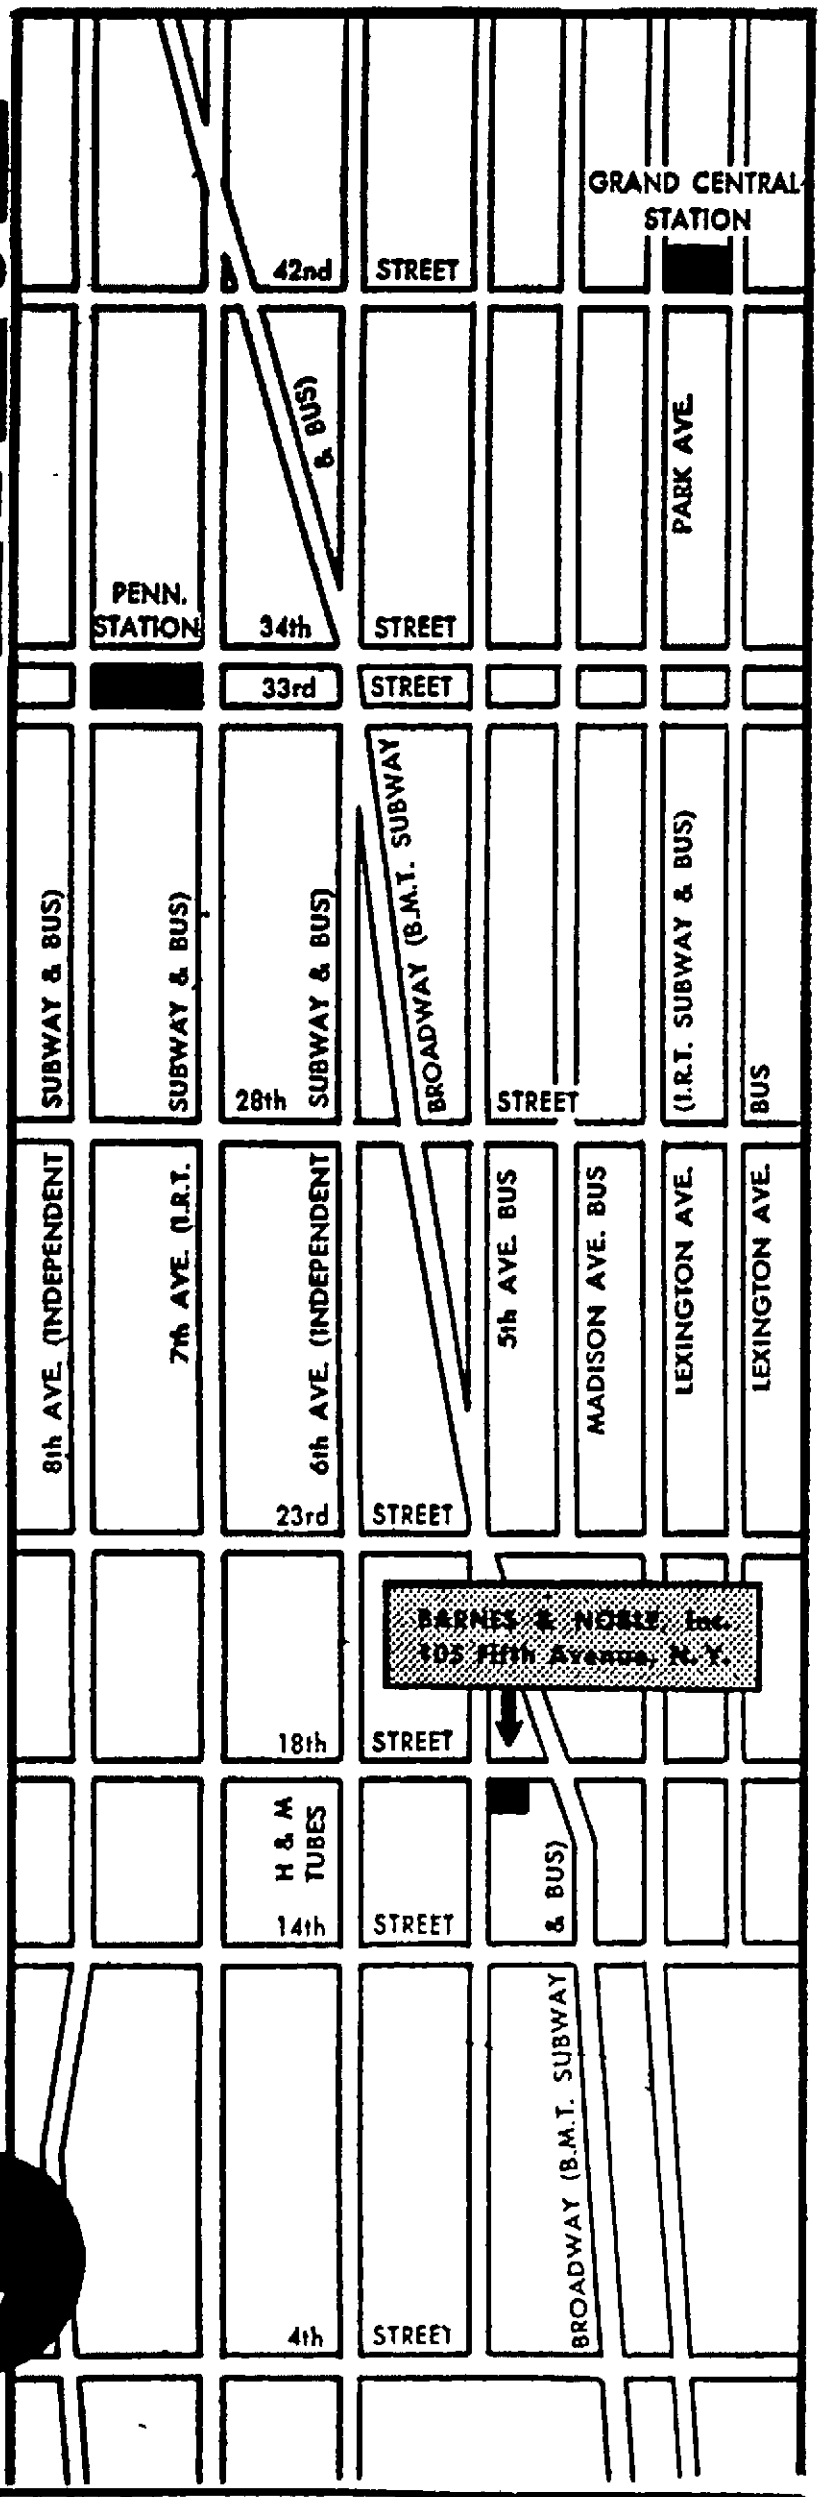 GRAND CENTRAL
STATION
42nd STREET
& BUS)
PARK AVE.
PENN.
STATION
34th STREET
33rd STREET
BROADWAY (B.M.T. SUBWAY
8th AVE. (INDEPENDENT SUBWAY & BUS)
7th AVE. (I.R.T. SUBWAY & BUS)
6th AVE. (INDEPENDENT SUBWAY & BUS)
28th STREET
5th AVE. BUS
MADISON AVE. BUS
LEXINGTON AVE. (I.R.T. SUBWAY & BUS)
LEXINGTON AVE. BUS
23rd STREET
BARNES & NOBLE, Inc.
105 Fifth Avenue, N. Y.
18th STREET
H & M
TUBES
& BUS)
14th STREET
BROADWAY (B.M.T. SUBWAY
4th STREET